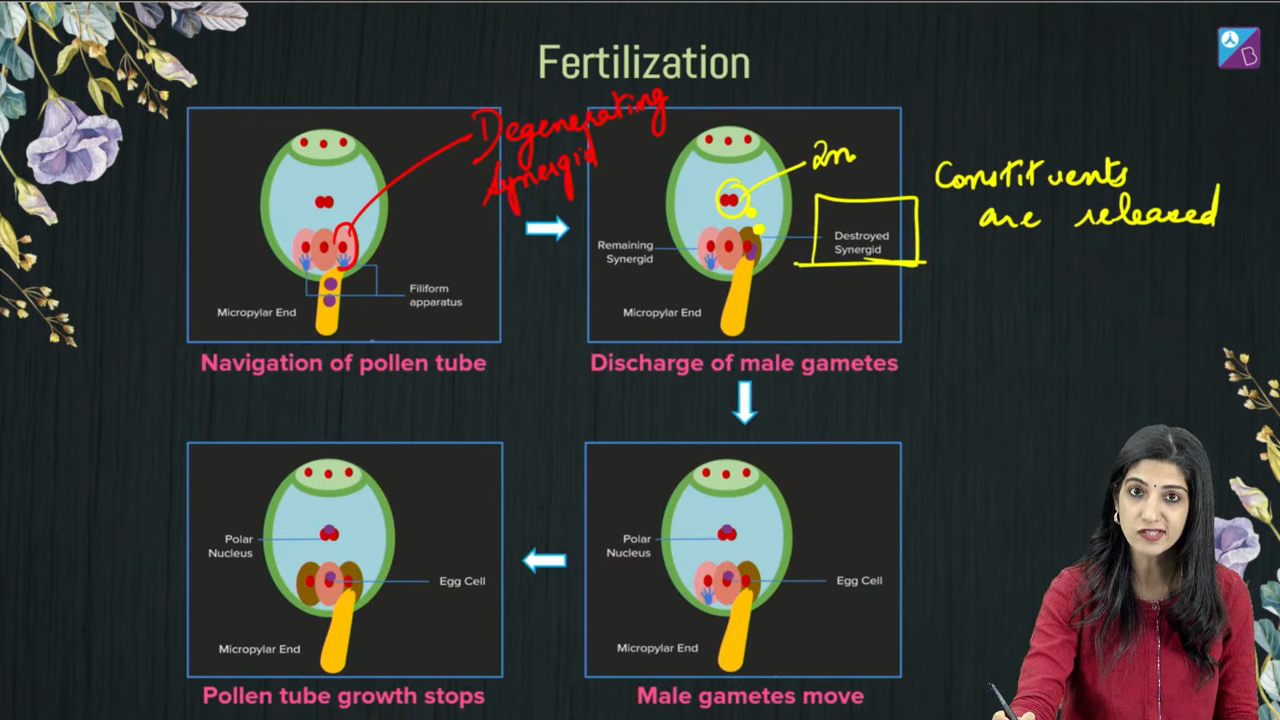 Fertilization
B
Degenerating
synergid
Filiform
apparatus
Micropylar End
Navigation of pollen tube
2n
Remaining
Synergid
Destroyed
Synergid
Micropylar End
Discharge of male gametes
Constituents
are released
Polar
Nucleus
Egg Cell
Micropylar End
Pollen tube growth stops
Polar
Nucleus
Egg Cell
Micropylar End
Male gametes move